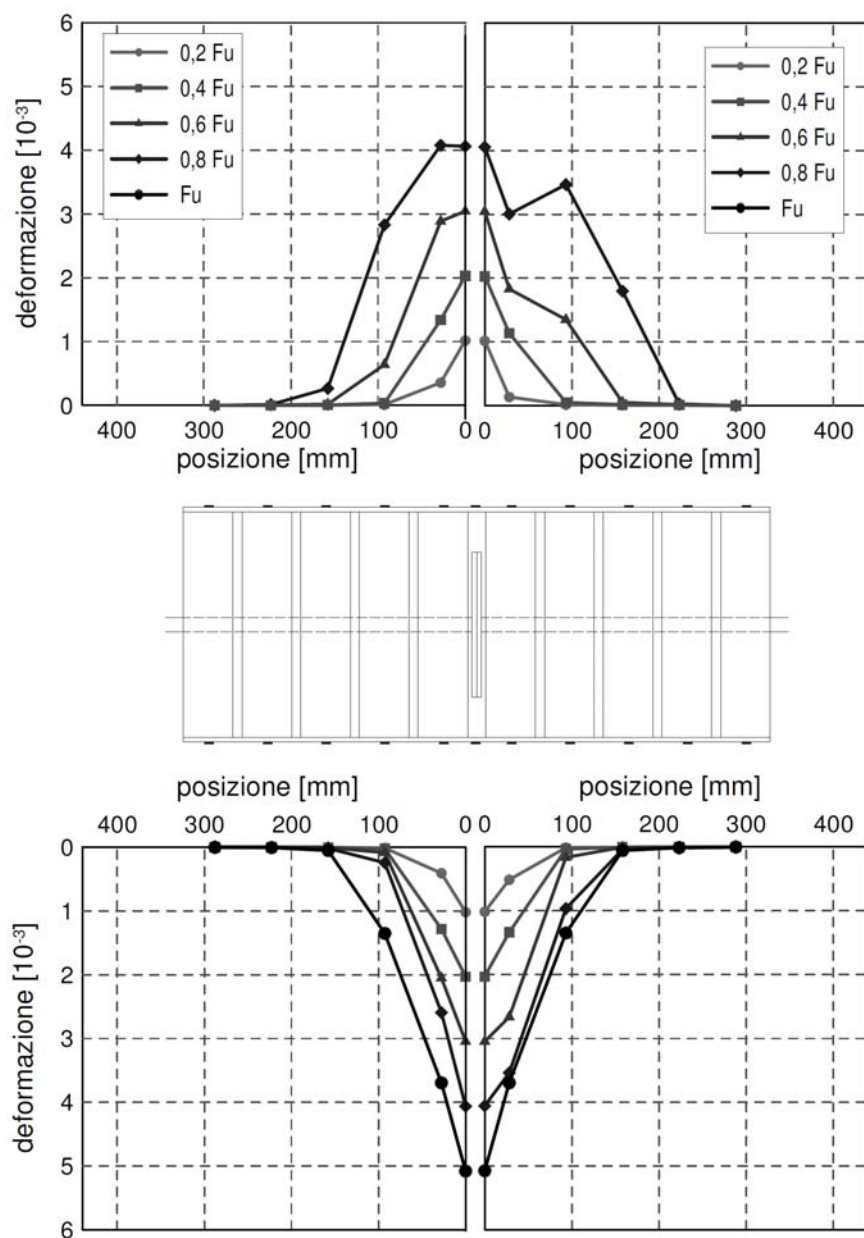 6
5
4
3
2
1
0
deformazione [10-3]
0,2 Fu
0,4 Fu
0,6 Fu
0,8 Fu
Fu
0,2 Fu
0,4 Fu
0,6 Fu
0,8 Fu
Fu
400 300 200 100 0 0 100 200 300 400
posizione [mm] posizione [mm]
posizione [mm] posizione [mm]
400 300 200 100 0 0 100 200 300 400
0
1
2
3
4
5
6
deformazione [10-3]